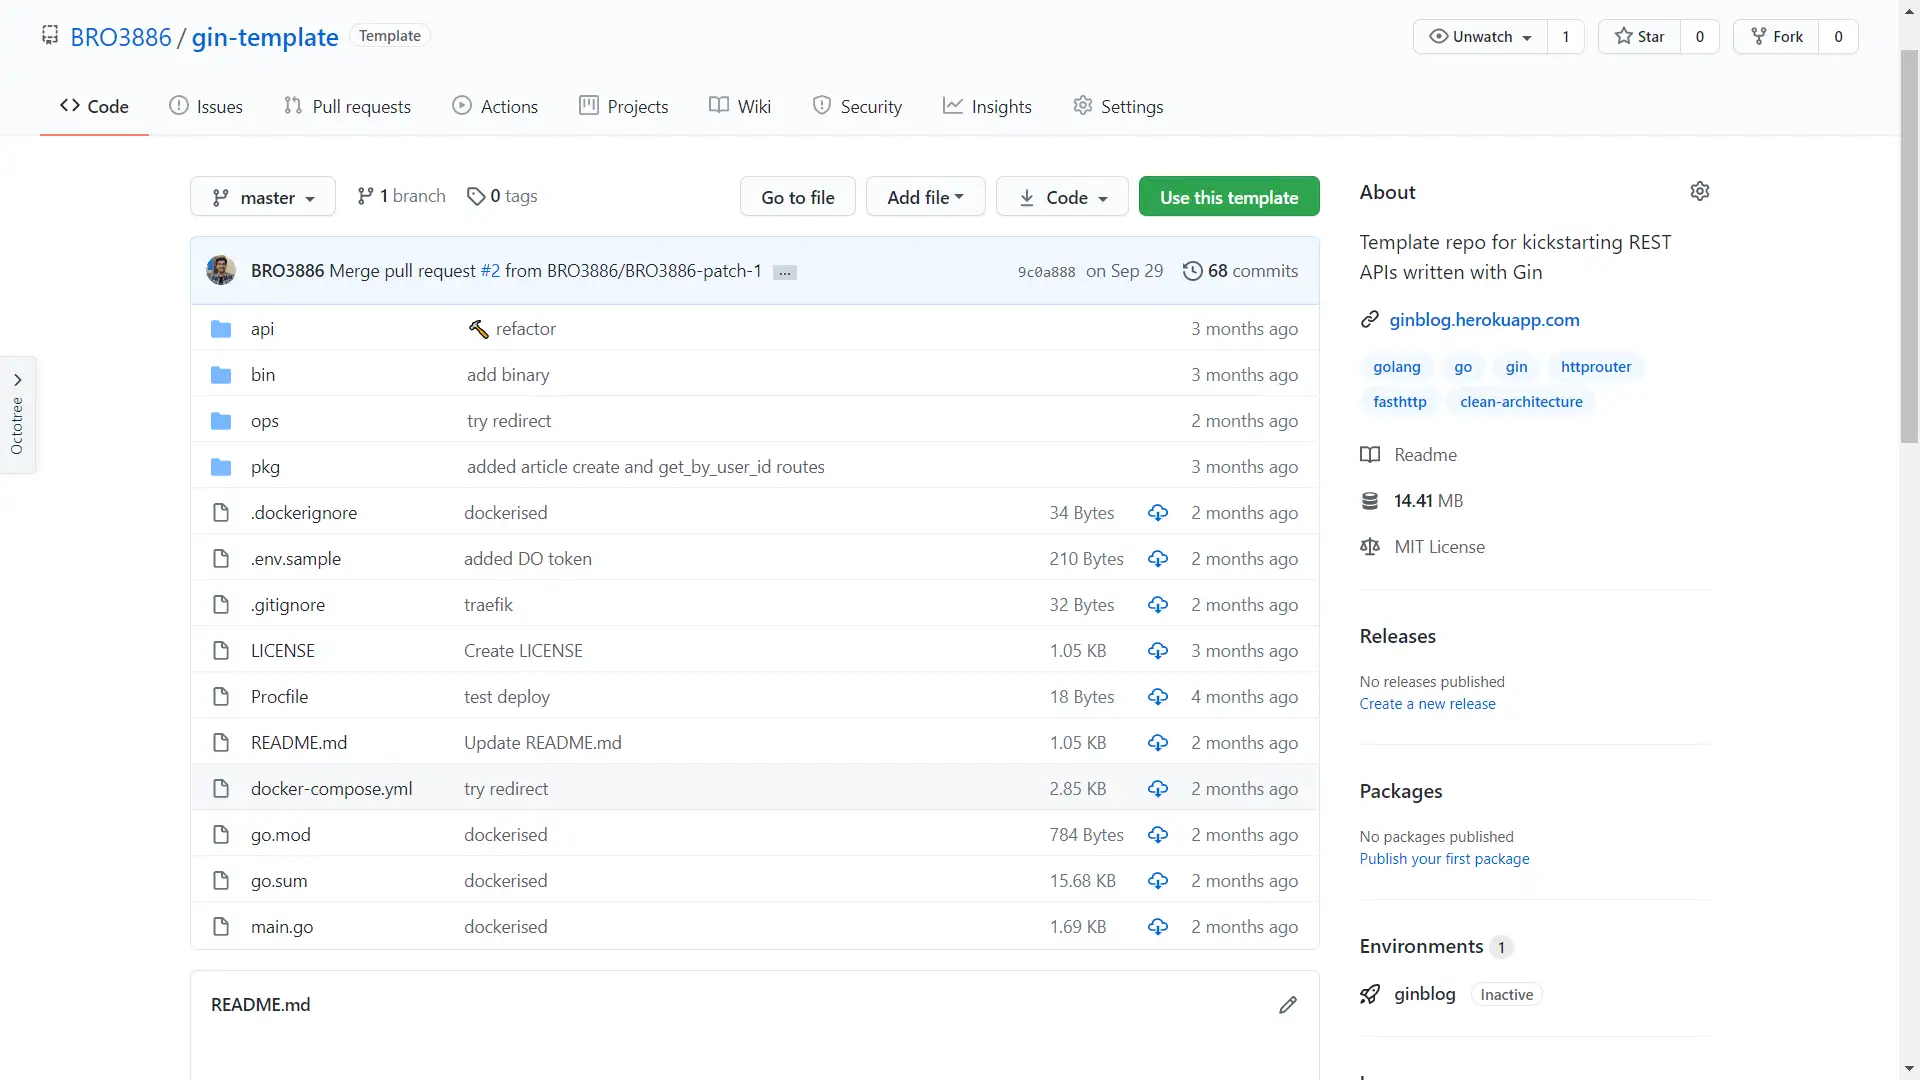 BRO3886 / gin-template Template Unwatch 1 Star 0 Fork 0
Code Issues Pull requests Actions Projects Wiki Security Insights Settings
master 1 branch 0 tags Go to file Add file Code Use this template
BRO3886 Merge pull request #2 from BRO3886/BRO3886-patch-1 ... 9c0a888 on Sep 29 68 commits
api refactor 3 months ago
bin add binary 3 months ago
ops try redirect 2 months ago
pkg added article create and get_by_user_id routes 3 months ago
.dockerignore dockerised 34 Bytes 2 months ago
.env.sample added DO token 210 Bytes 2 months ago
.gitignore traefik 32 Bytes 2 months ago
LICENSE Create LICENSE 1.05 KB 3 months ago
Procfile test deploy 18 Bytes 4 months ago
README.md Update README.md 1.05 KB 2 months ago
docker-compose.yml try redirect 2.85 KB 2 months ago
go.mod dockerised 784 Bytes 2 months ago
go.sum dockerised 15.68 KB 2 months ago
main.go dockerised 1.69 KB 2 months ago
README.md
Octotree
About
Template repo for kickstarting REST
APIs written with Gin
ginblog.herokuapp.com
golang go gin httprouter
fasthttp clean-architecture
Readme
14.41 MB
MIT License
Releases
No releases published
Create a new release
Packages
No packages published
Publish your first package
Environments 1
ginblog Inactive